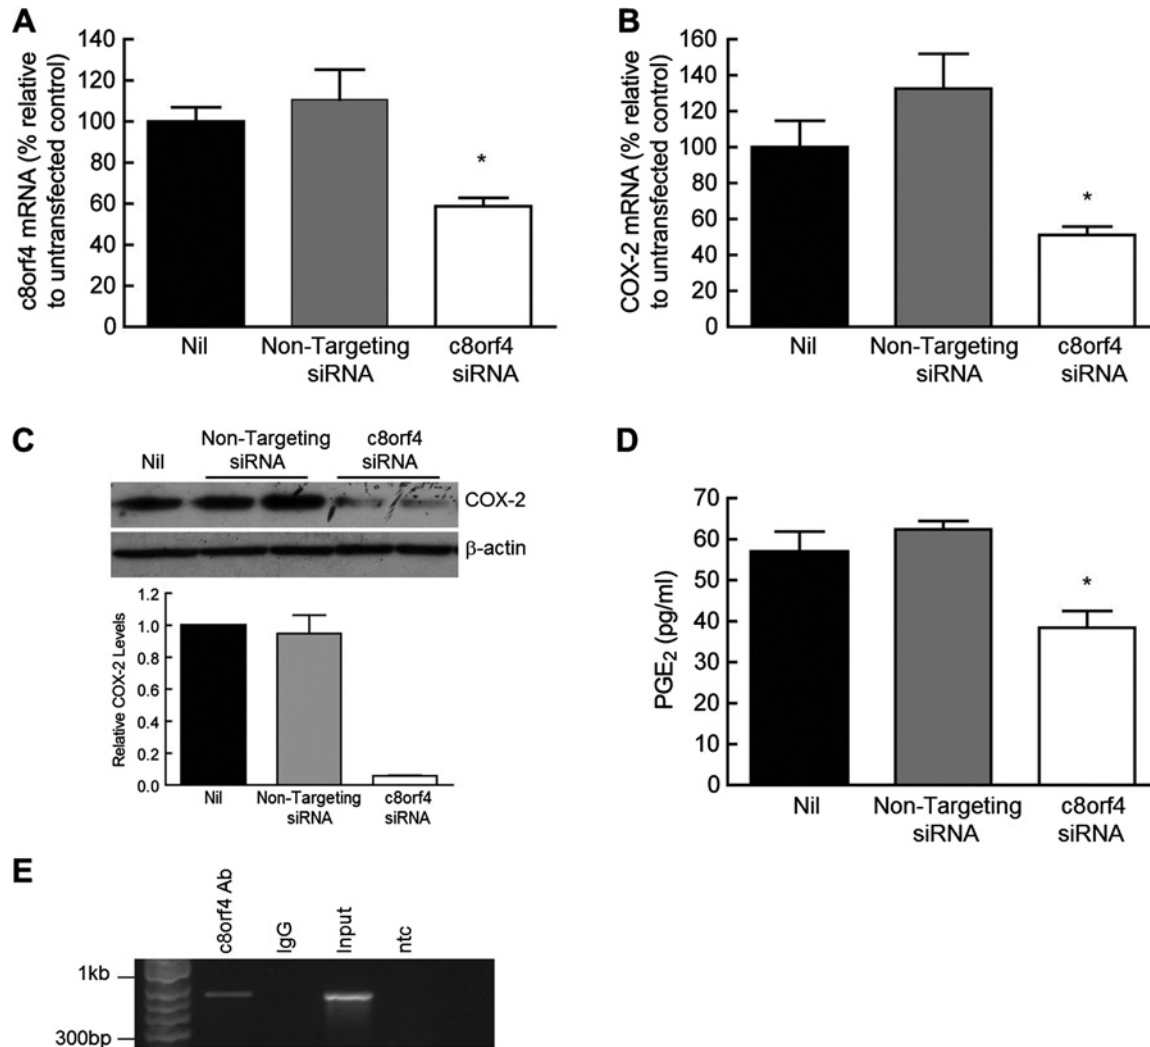 A
c8orf4 mRNA (% relative
to untransfected control)
140
120
100
80
60
40
20
0
*
Nil
Non-Targeting
siRNA
c8orf4
siRNA
B
COX-2 mRNA (% relative
to untransfected control)
160
140
120
100
80
60
40
20
0
*
Nil
Non-Targeting
siRNA
c8orf4
siRNA
C
Nil
Non-Targeting
siRNA
c8orf4
siRNA
COX-2
β-actin
Relative COX-2 Levels
1.2
1.0
0.8
0.6
0.4
0.2
0.0
Nil
Non-Targeting
siRNA
c8orf4
siRNA
D
PGE₂ (pg/ml)
70
60
50
40
30
20
10
0
*
Nil
Non-Targeting
siRNA
c8orf4
siRNA
E
c8orf4 Ab
IgG
Input
ntc
1kb
300bp